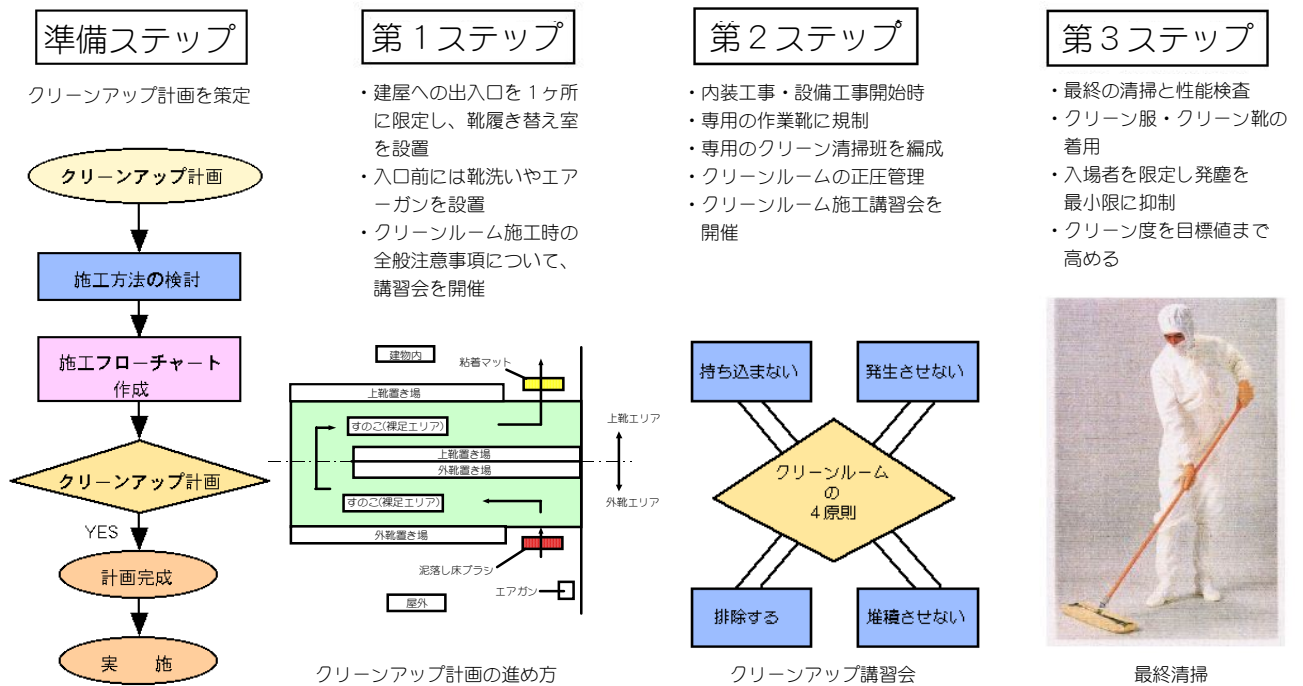 準備ステップ
クリーンアップ計画を策定
クリーンアップ計画
施工方法の検討
施工フローチャート
作成
クリーンアップ計画
YES
計画完成
実　施
第１ステップ
・建屋への出入口を１ヶ所
に限定し、靴履き替え室
を設置
・入口前には靴洗いやエア
ーガンを設置
・クリーンルーム施工時の
全般注意事項について、
講習会を開催
建物内
粘着マット
上靴置き場
すのこ(裸足エリア)
上靴エリア
上靴置き場
外靴置き場
すのこ(裸足エリア)
外靴エリア
外靴置き場
泥落し床ブラシ
エアガン
屋外
クリーンアップ計画の進め方
第２ステップ
・内装工事・設備工事開始時
・専用の作業靴に規制
・専用のクリーン清掃班を編成
・クリーンルームの正圧管理
・クリーンルーム施工講習会を
開催
持ち込まない
発生させない
クリーンルーム
の
４原則
排除する
堆積させない
クリーンアップ講習会
第３ステップ
・最終の清掃と性能検査
・クリーン服・クリーン靴の
着用
・入場者を限定し発塵を
最小限に抑制
・クリーン度を目標値まで
高める
最終清掃